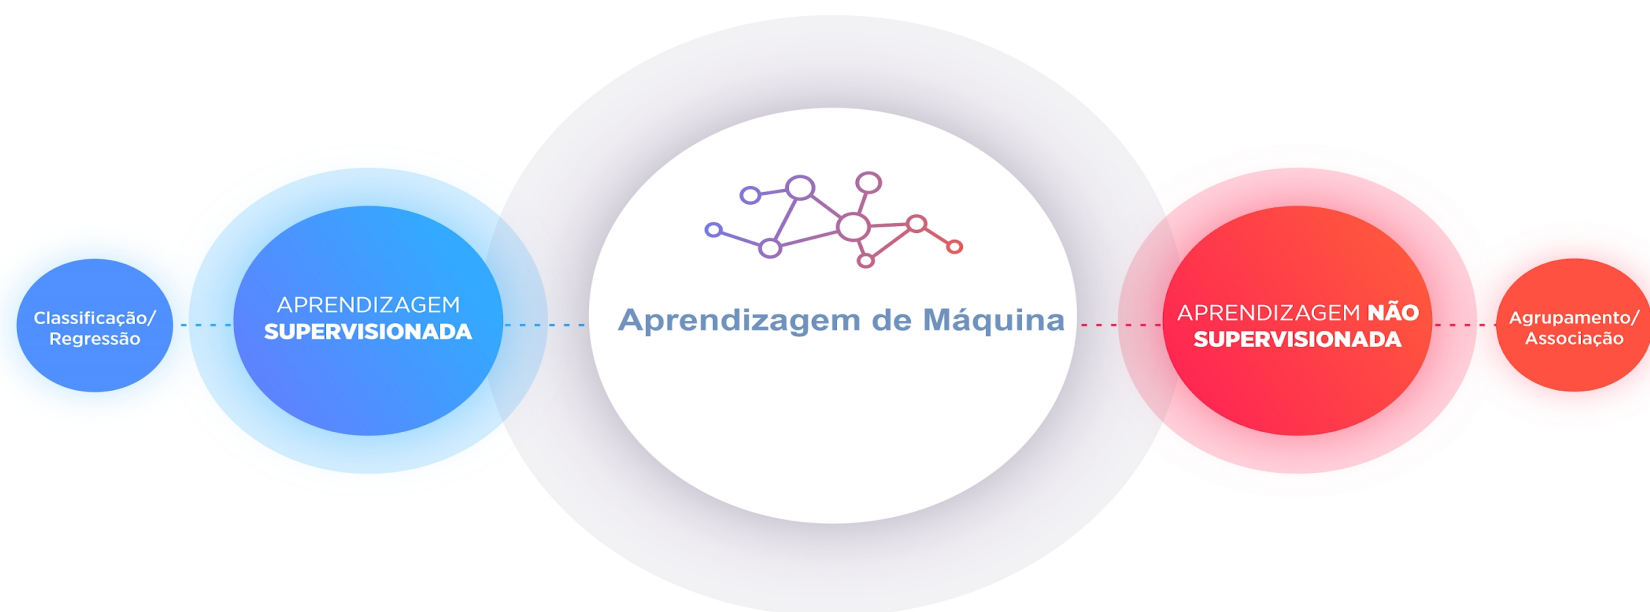 Classificação/
Regressão
APRENDIZAGEM
SUPERVISIONADA
Aprendizagem de Máquina
APRENDIZAGEM NÃO
SUPERVISIONADA
Agrupamento/
Associação